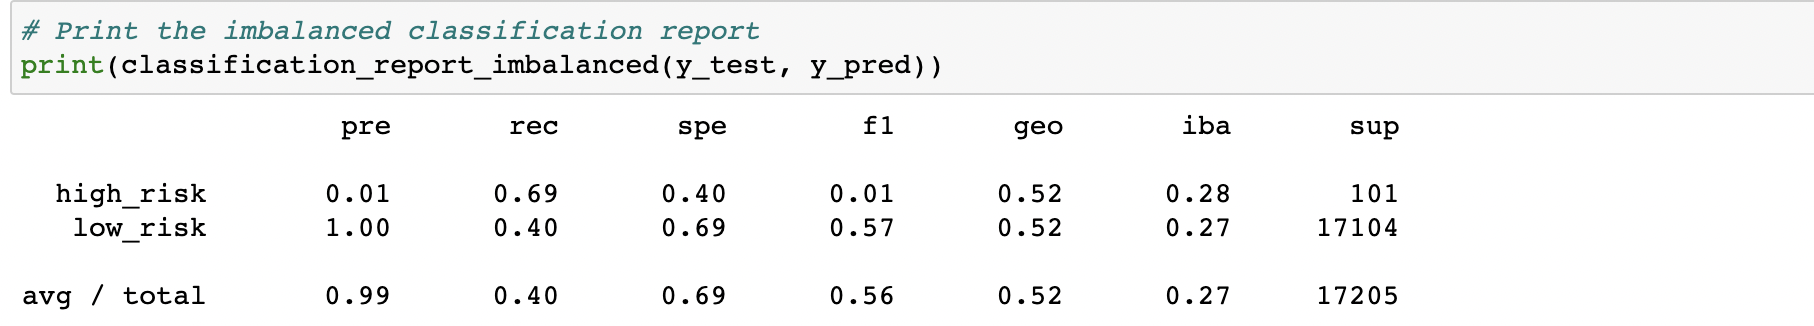 # Print the imbalanced classification report
print(classification_report_imbalanced(y_test, y_pred))
pre rec spe f1 geo iba sup
high_risk 0.01 0.69 0.40 0.01 0.52 0.28 101
low_risk 1.00 0.40 0.69 0.57 0.52 0.27 17104
avg / total 0.99 0.40 0.69 0.56 0.52 0.27 17205